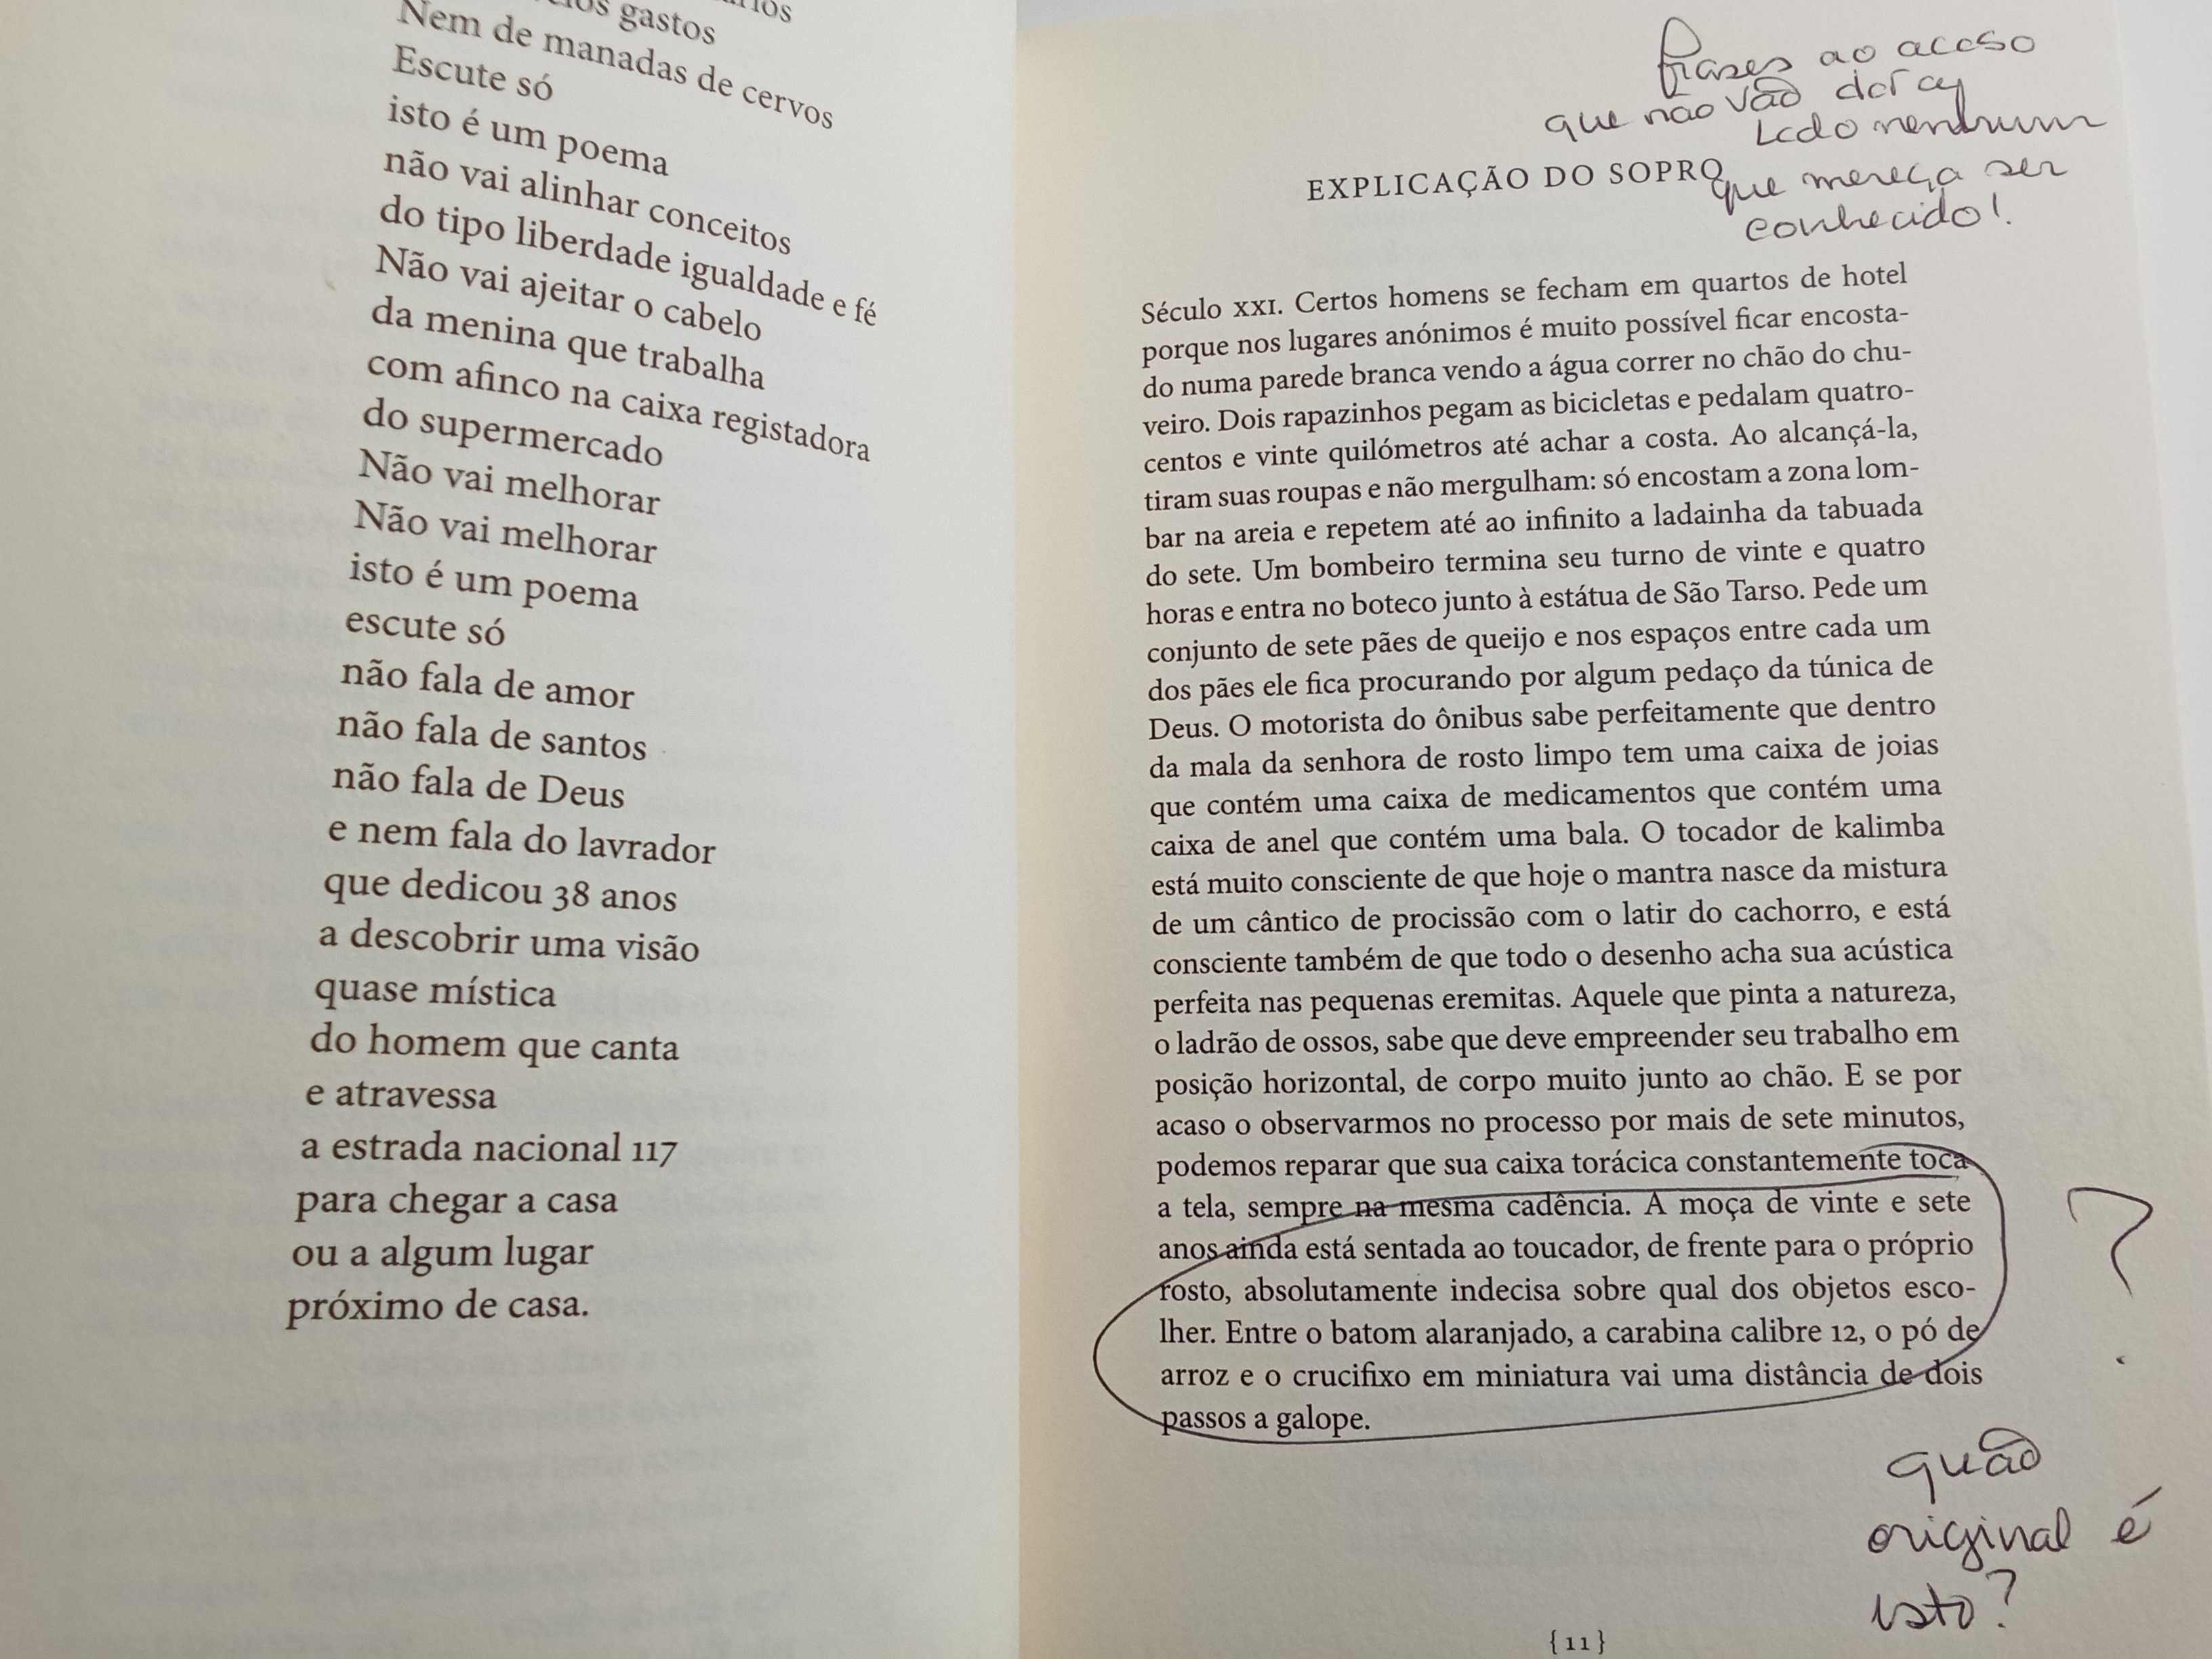 gastos
Nem de manadas de cervos
Escute só
isto é um poema
não vai alinhar conceitos
do tipo liberdade igualdade e fé
Não vai ajeitar o cabelo
da menina que trabalha
com afinco na caixa registadora
do supermercado
Não vai melhorar
Não vai melhorar
isto é um poema
escute só
não fala de amor
não fala de santos
não fala de Deus
e nem fala do lavrador
que dedicou 38 anos
a descobrir uma visão
quase mística
do homem que canta
e atravessa
a estrada nacional 117
para chegar a casa
ou a algum lugar
próximo de casa.
frases ao acaso
que não vão dar a
lado nenhum
que mereça ser
conhecido!
EXPLICAÇÃO DO SOPRO
Século XXI. Certos homens se fecham em quartos de hotel
porque nos lugares anónimos é muito possível ficar encosta-
do numa parede branca vendo a água correr no chão do chu-
veiro. Dois rapazinhos pegam as bicicletas e pedalam quatro-
centos e vinte quilómetros até achar a costa. Ao alcançá-la,
tiram suas roupas e não mergulham: só encostam a zona lom-
bar na areia e repetem até ao infinito a ladainha da tabuada
do sete. Um bombeiro termina seu turno de vinte e quatro
horas e entra no boteco junto à estátua de São Tarso. Pede um
conjunto de sete pães de queijo e nos espaços entre cada um
dos pães ele fica procurando por algum pedaço da túnica de
Deus. O motorista do ônibus sabe perfeitamente que dentro
da mala da senhora de rosto limpo tem uma caixa de joias
que contém uma caixa de medicamentos que contém uma
caixa de anel que contém uma bala. O tocador de kalimba
está muito consciente de que hoje o mantra nasce da mistura
de um cântico de procissão com o latir do cachorro, e está
consciente também de que todo o desenho acha sua acústica
perfeita nas pequenas eremitas. Aquele que pinta a natureza,
o ladrão de ossos, sabe que deve empreender seu trabalho em
posição horizontal, de corpo muito junto ao chão. E se por
acaso o observarmos no processo por mais de sete minutos,
podemos reparar que sua caixa torácica constantemente toca
a tela, sempre na mesma cadência. A moça de vinte e sete
anos ainda está sentada ao toucador, de frente para o próprio
rosto, absolutamente indecisa sobre qual dos objetos esco-
lher. Entre o batom alaranjado, a carabina calibre 12, o pó de
arroz e o crucifixo em miniatura vai uma distância de dois
passos a galope.
?
quão
original é
isto?
{11}